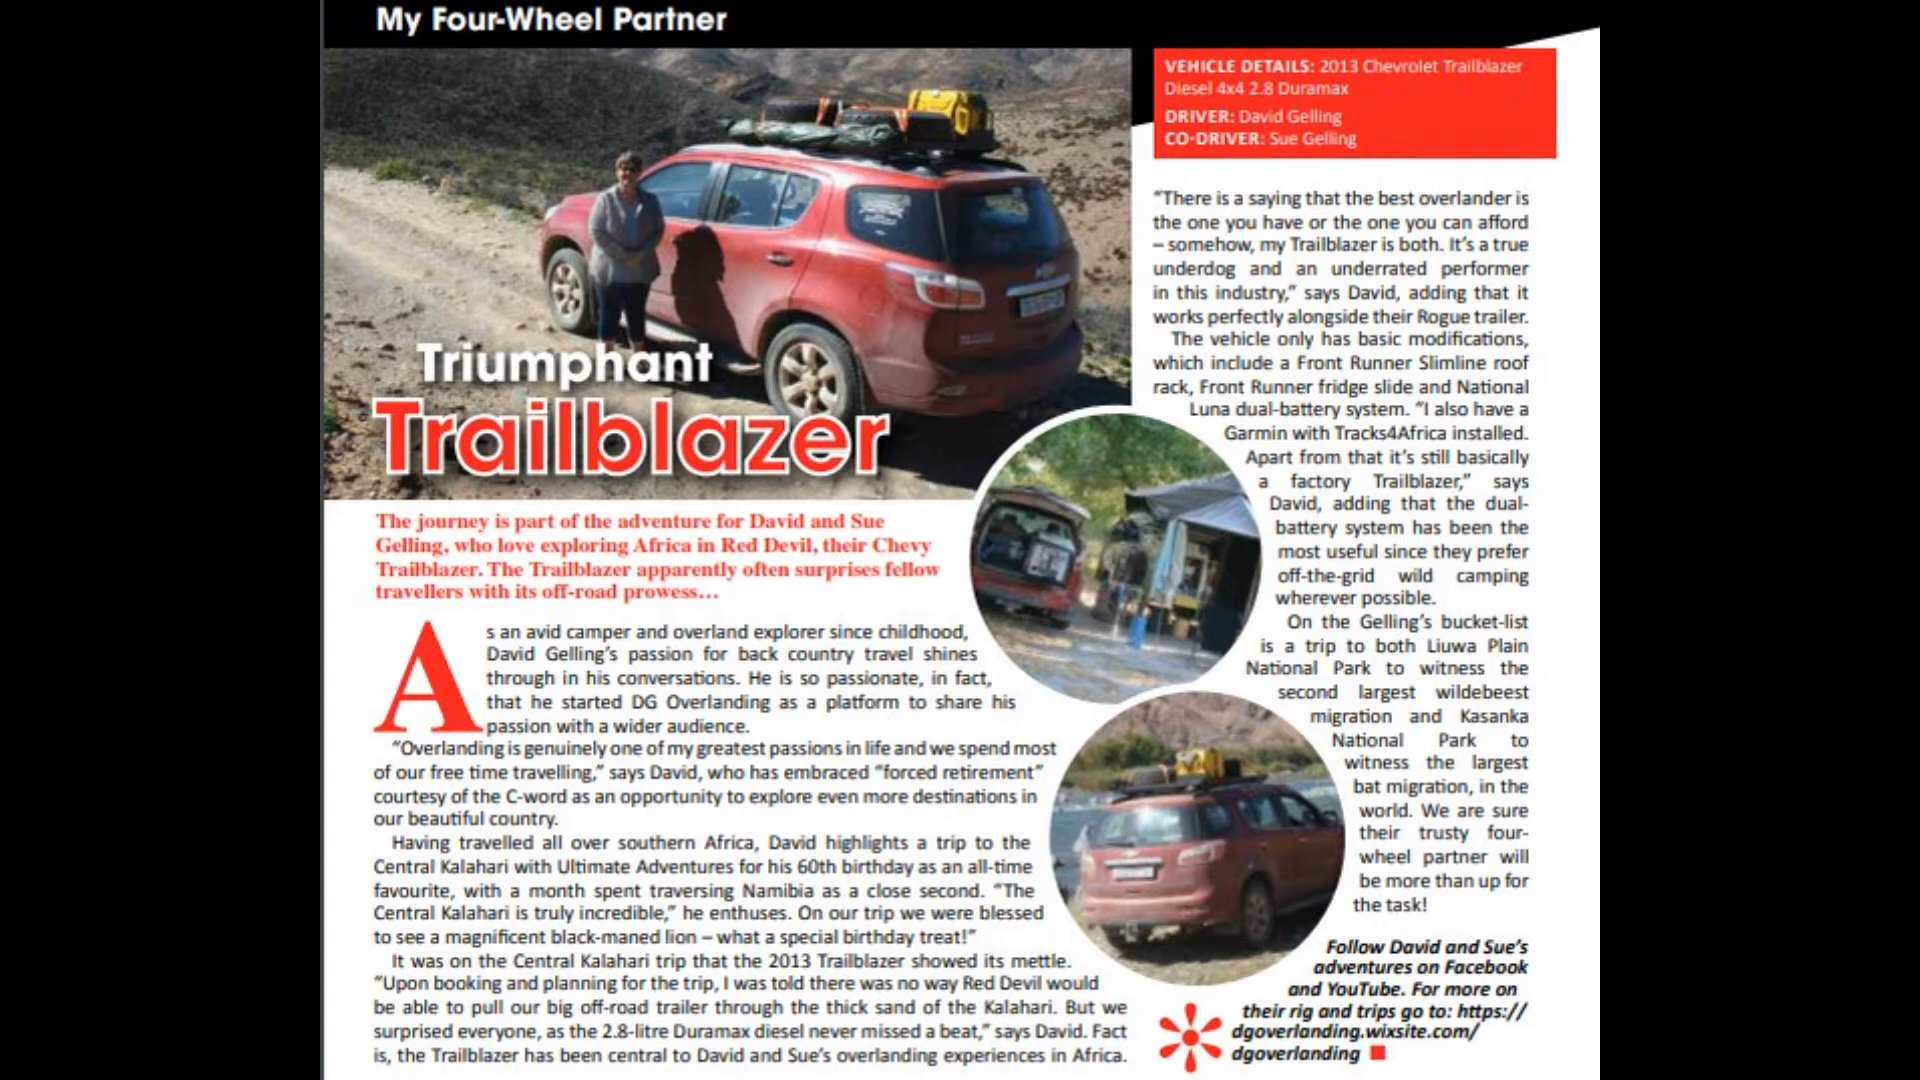 My Four-Wheel Partner
Triumphant
Trailblazer
The journey is part of the adventure for David and Sue
Gelling, who love exploring Africa in Red Devil, their Chevy
Trailblazer. The Trailblazer apparently often surprises fellow
travellers with its off-road prowess…
As an avid camper and overland explorer since childhood,
David Gelling's passion for back country travel shines
through in his conversations. He is so passionate, in fact,
that he started DG Overlanding as a platform to share his
passion with a wider audience.
"Overlanding is genuinely one of my greatest passions in life and we spend most
of our free time travelling," says David, who has embraced "forced retirement"
courtesy of the C-word as an opportunity to explore even more destinations in
our beautiful country.
Having travelled all over southern Africa, David highlights a trip to the
Central Kalahari with Ultimate Adventures for his 60th birthday as an all-time
favourite, with a month spent traversing Namibia as a close second. "The
Central Kalahari is truly incredible," he enthuses. On our trip we were blessed
to see a magnificent black-maned lion – what a special birthday treat!"
It was on the Central Kalahari trip that the 2013 Trailblazer showed its mettle.
"Upon booking and planning for the trip, I was told there was no way Red Devil would
be able to pull our big off-road trailer through the thick sand of the Kalahari. But we
surprised everyone, as the 2.8-litre Duramax diesel never missed a beat," says David. Fact
is, the Trailblazer has been central to David and Sue's overlanding experiences in Africa.
VEHICLE DETAILS: 2013 Chevrolet Trailblazer
Diesel 4x4 2.8 Duramax
DRIVER: David Gelling
CO-DRIVER: Sue Gelling
"There is a saying that the best overlander is
the one you have or the one you can afford
– somehow, my Trailblazer is both. It's a true
underdog and an underrated performer
in this industry," says David, adding that it
works perfectly alongside their Rogue trailer.
The vehicle only has basic modifications,
which include a Front Runner Slimline roof
rack, Front Runner fridge slide and National
Luna dual-battery system. "I also have a
Garmin with Tracks4Africa installed.
Apart from that it's still basically
a factory Trailblazer," says
David, adding that the dual-
battery system has been the
most useful since they prefer
off-the-grid wild camping
wherever possible.
On the Gelling's bucket-list
is a trip to both Liuwa Plain
National Park to witness the
second largest wildebeest
migration and Kasanka
National Park to
witness the largest
bat migration, in the
world. We are sure
their trusty four-
wheel partner will
be more than up for
the task!
Follow David and Sue's
adventures on Facebook
and YouTube. For more on
their rig and trips go to: https://
dgoverlanding.wixsite.com/
dgoverlanding